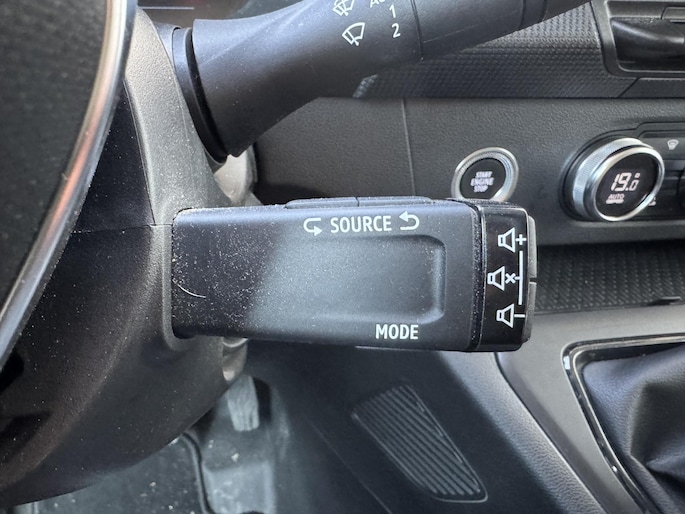 1
2
START
ENGINE
STOP
19.0
AUTO
SOURCE
+
x
-
MODE